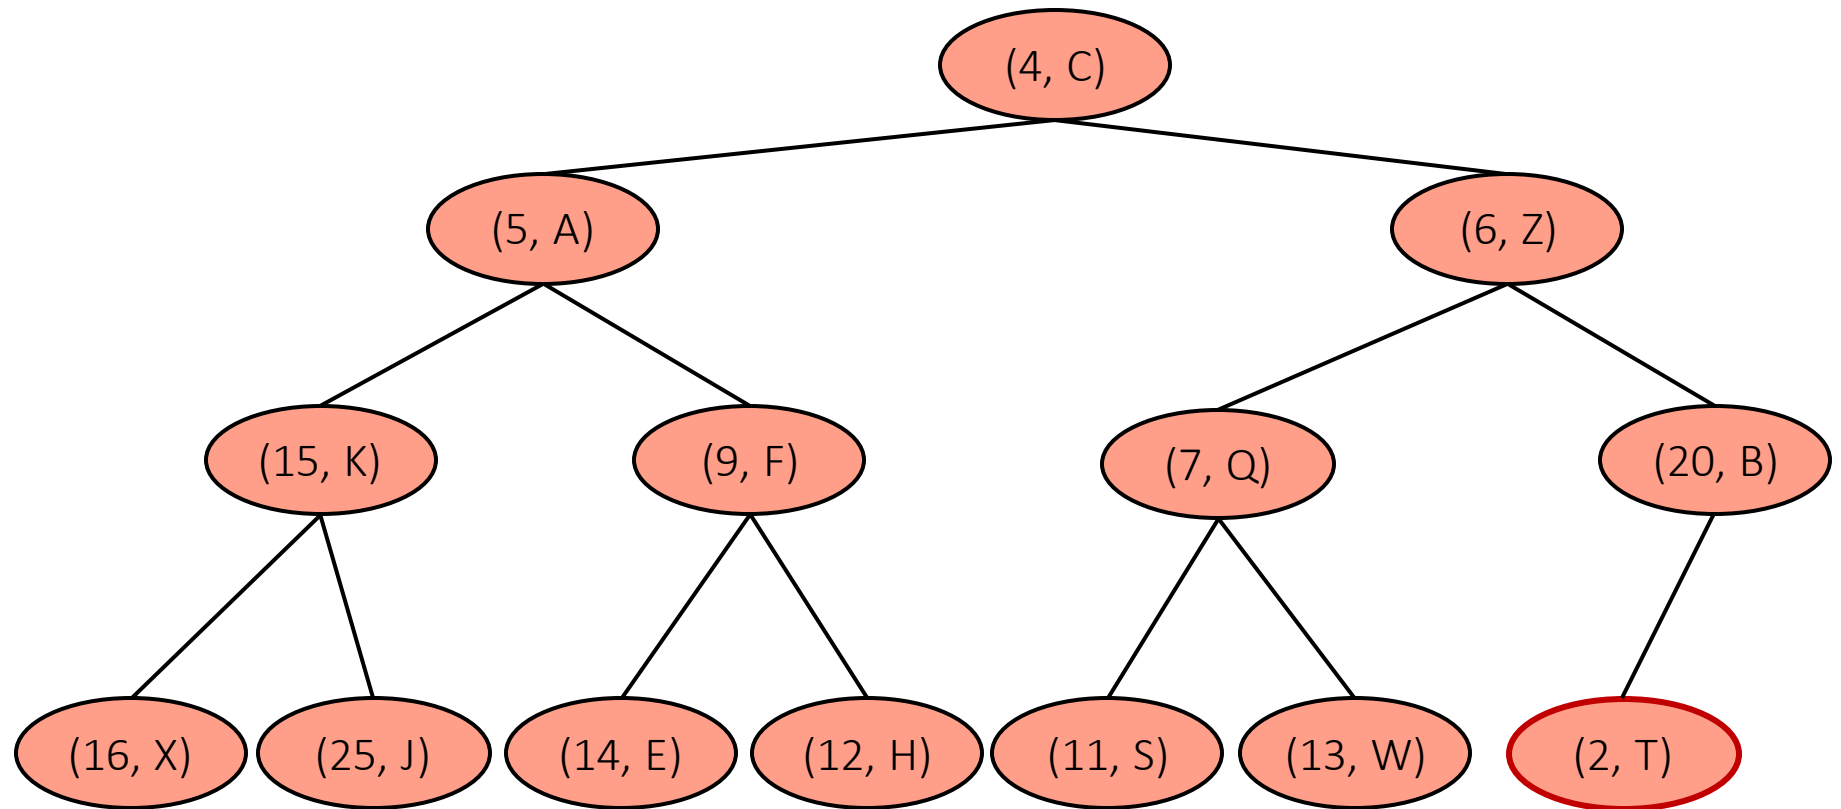 (4, C)
(5, A)
(6, Z)
(15, K)
(9, F)
(7, Q)
(20, B)
(16, X)
(25, J)
(14, E)
(12, H)
(11, S)
(13, W)
(2, T)